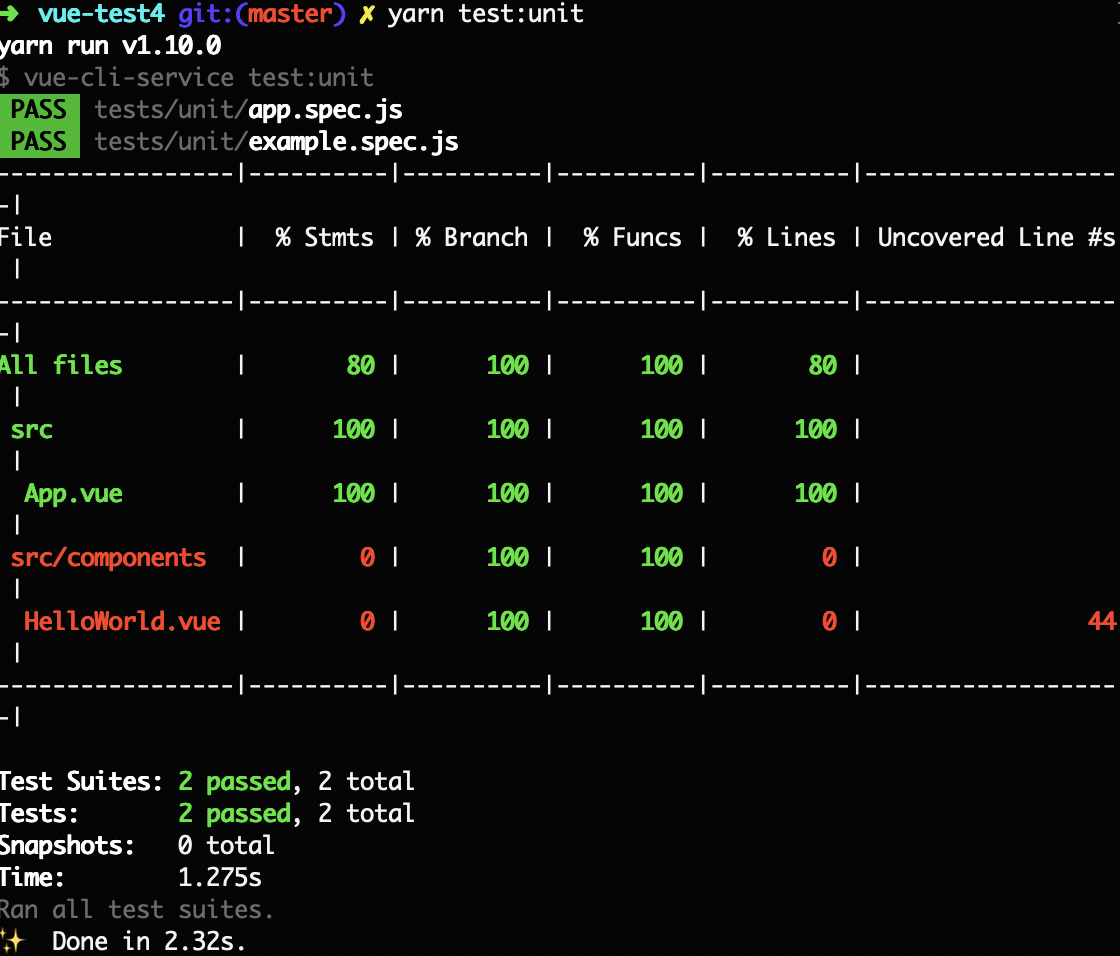 ➜  vue-test4 git:(master) ✗ yarn test:unit
yarn run v1.10.0
$ vue-cli-service test:unit
 PASS  tests/unit/app.spec.js
 PASS  tests/unit/example.spec.js
-----------------|----------|----------|----------|----------|------------------
-|
File             |  % Stmts | % Branch |  % Funcs |  % Lines | Uncovered Line #s
 |
-----------------|----------|----------|----------|----------|------------------
-|
All files        |       80 |      100 |      100 |       80 |
 |
 src             |      100 |      100 |      100 |      100 |
 |
  App.vue        |      100 |      100 |      100 |      100 |
 |
 src/components  |        0 |      100 |      100 |        0 |
 |
  HelloWorld.vue |        0 |      100 |      100 |        0 |                44
 |
-----------------|----------|----------|----------|----------|------------------
-|
Test Suites: 2 passed, 2 total
Tests:       2 passed, 2 total
Snapshots:   0 total
Time:        1.275s
Ran all test suites.
✨  Done in 2.32s.